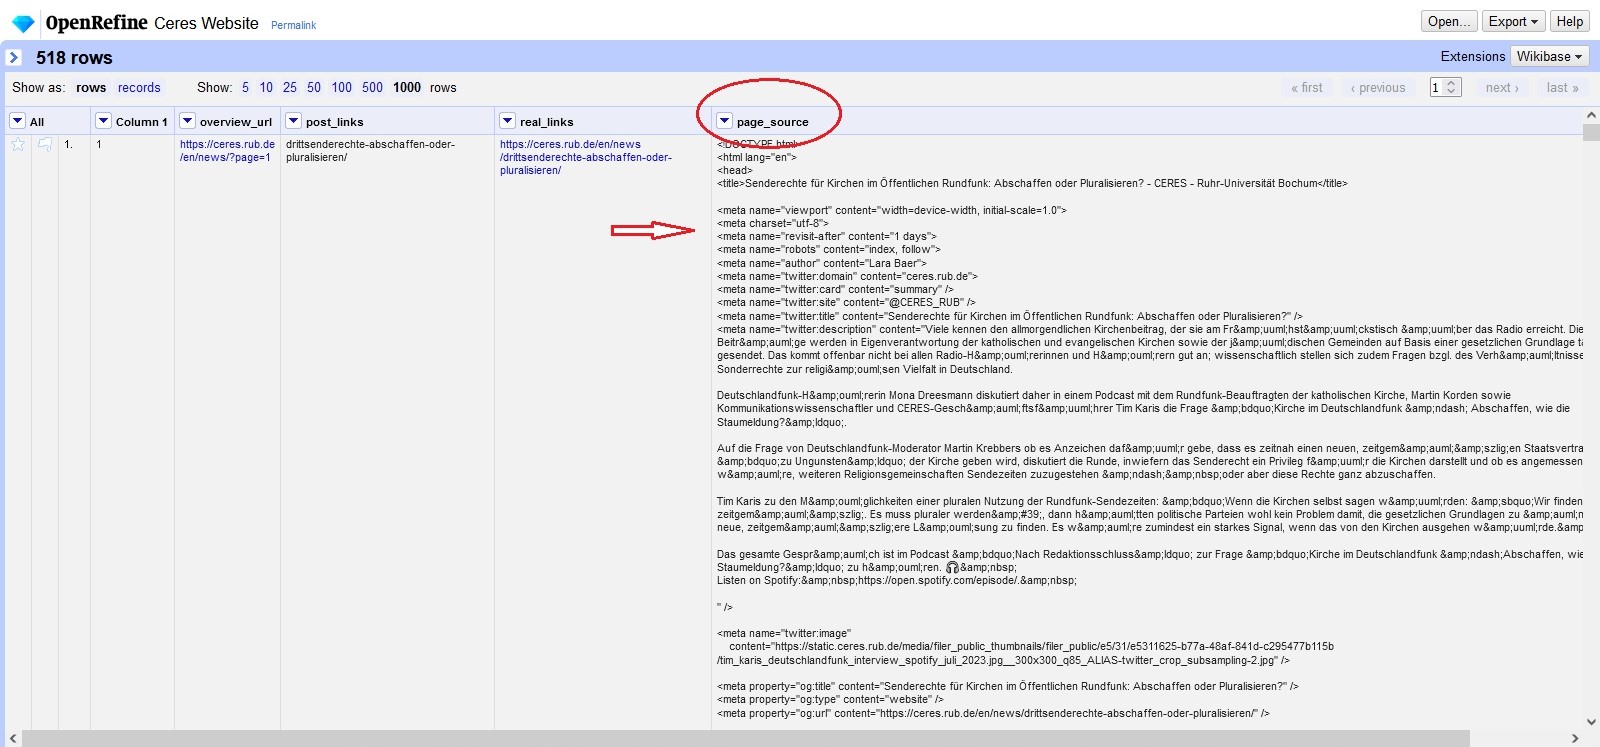 OpenRefine Ceres Website Permalink Open... Export Help
518 rows Extensions Wikibase
Show as: rows records Show: 5 10 25 50 100 500 1000 rows « first ‹ previous 1 next › last »
All Column 1 overview_url post_links real_links page_source
1. 1 https://ceres.rub.de drittsenderechte-abschaffen-oder- https://ceres.rub.de/en/news <!DOCTYPE html>
/en/news/?page=1 pluralisieren/ /drittsenderechte-abschaffen-oder- <html lang="en">
pluralisieren/ <head>
<title>Senderechte für Kirchen im Öffentlichen Rundfunk: Abschaffen oder Pluralisieren? - CERES - Ruhr-Universität Bochum</title>
<meta name="viewport" content="width=device-width, initial-scale=1.0">
<meta charset="utf-8">
<meta name="revisit-after" content="1 days">
<meta name="robots" content="index, follow">
<meta name="author" content="Lara Baer">
<meta name="twitter:domain" content="ceres.rub.de">
<meta name="twitter:card" content="summary" />
<meta name="twitter:site" content="@CERES_RUB" />
<meta name="twitter:title" content="Senderechte für Kirchen im Öffentlichen Rundfunk: Abschaffen oder Pluralisieren?" />
<meta name="twitter:description" content="Viele kennen den allmorgendlichen Kirchenbeitrag, der sie am Fr&amp;uuml;hst&amp;uuml;ckstisch &amp;uuml;ber das Radio erreicht. Die
Beitr&amp;auml;ge werden in Eigenverantwortung der katholischen und evangelischen Kirchen sowie der j&amp;uuml;dischen Gemeinden auf Basis einer gesetzlichen Grundlage t
gesendet. Das kommt offenbar nicht bei allen Radio-H&amp;ouml;rerinnen und H&amp;ouml;rern gut an; wissenschaftlich stellen sich zudem Fragen bzgl. des Verh&amp;auml;ltnisse
Sonderrechte zur religi&amp;ouml;sen Vielfalt in Deutschland.
Deutschlandfunk-H&amp;ouml;rerin Mona Dreesmann diskutiert daher in einem Podcast mit dem Rundfunk-Beauftragten der katholischen Kirche, Martin Korden sowie
Kommunikationswissenschaftler und CERES-Gesch&amp;auml;ftsf&amp;uuml;hrer Tim Karis die Frage &amp;bdquo;Kirche im Deutschlandfunk &amp;ndash; Abschaffen, wie die
Staumeldung?&amp;ldquo;.
Auf die Frage von Deutschlandfunk-Moderator Martin Krebbers ob es Anzeichen daf&amp;uuml;r gebe, dass es zeitnah einen neuen, zeitgem&amp;auml;&amp;szlig;en Staatsvertra
&amp;bdquo;zu Ungunsten&amp;ldquo; der Kirche geben wird, diskutiert die Runde, inwiefern das Senderecht ein Privileg f&amp;uuml;r die Kirchen darstellt und ob es angemessen
w&amp;auml;re, weiteren Religionsgemeinschaften Sendezeiten zuzugestehen &amp;ndash;&amp;nbsp;oder aber diese Rechte ganz abzuschaffen.
Tim Karis zu den M&amp;ouml;glichkeiten einer pluralen Nutzung der Rundfunk-Sendezeiten: &amp;bdquo;Wenn die Kirchen selbst sagen w&amp;uuml;rden: &amp;sbquo;Wir finden
zeitgem&amp;auml;&amp;szlig;. Es muss pluraler werden&amp;#39;, dann h&amp;auml;tten politische Parteien wohl kein Problem damit, die gesetzlichen Grundlagen zu &amp;auml;n
neue, zeitgem&amp;auml;&amp;szlig;ere L&amp;ouml;sung zu finden. Es w&amp;auml;re zumindest ein starkes Signal, wenn das von den Kirchen ausgehen w&amp;uuml;rde.&amp
Das gesamte Gespr&amp;auml;ch ist im Podcast &amp;bdquo;Nach Redaktionsschluss&amp;ldquo; zur Frage &amp;bdquo;Kirche im Deutschlandfunk &amp;ndash;Abschaffen, wie
Staumeldung?&amp;ldquo; zu h&amp;ouml;ren. 🎧&amp;nbsp;
Listen on Spotify:&amp;nbsp;https://open.spotify.com/episode/.&amp;nbsp;
" />
<meta name="twitter:image"
content="https://static.ceres.rub.de/media/filer_public_thumbnails/filer_public/e5/31/e5311625-b77a-48af-841d-c295477b115b
/tim_karis_deutschlandfunk_interview_spotify_juli_2023.jpg__300x300_q85_ALIAS-twitter_crop_subsampling-2.jpg" />
<meta property="og:title" content="Senderechte für Kirchen im Öffentlichen Rundfunk: Abschaffen oder Pluralisieren?" />
<meta property="og:type" content="website" />
<meta property="og:url" content="https://ceres.rub.de/en/news/drittsenderechte-abschaffen-oder-pluralisieren/" />